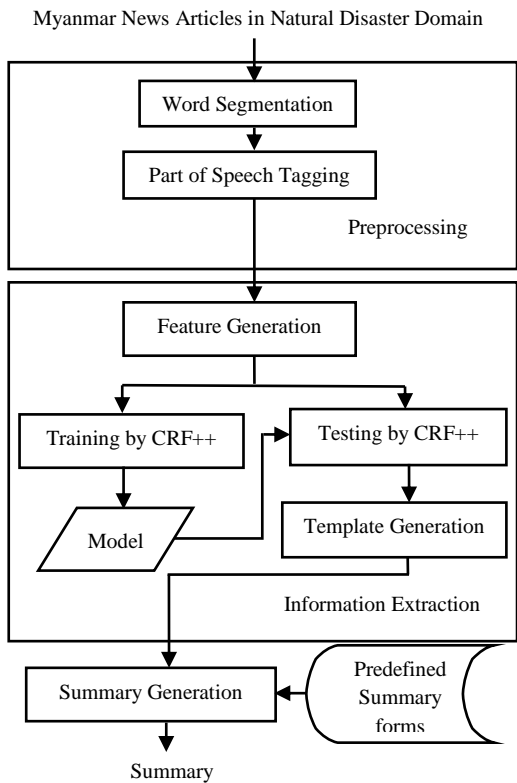 Myanmar News Articles in Natural Disaster Domain
Word Segmentation
Part of Speech Tagging
Preprocessing
Feature Generation
Training by CRF++
Testing by CRF++
Model
Template Generation
Information Extraction
Summary Generation
Predefined
Summary
forms
Summary